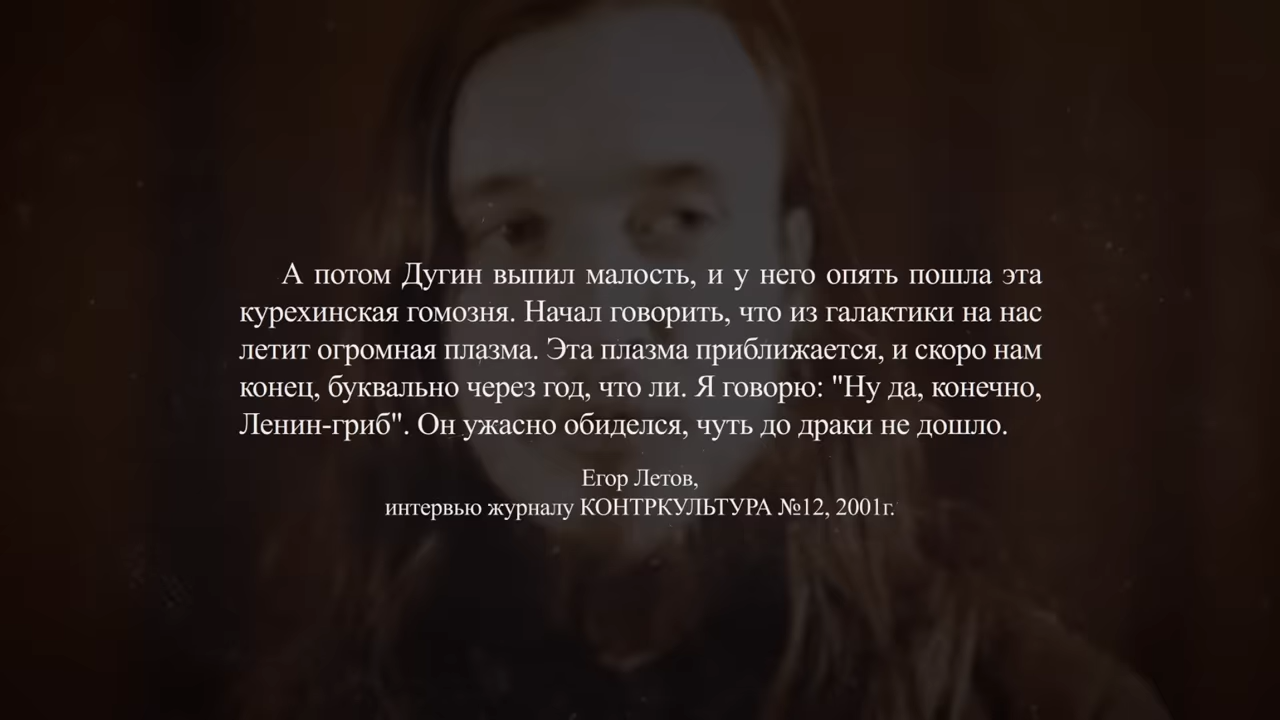 А потом Дугин выпил малость, и у него опять пошла эта
курехинская гомозня. Начал говорить, что из галактики на нас
летит огромная плазма. Эта плазма приближается, и скоро нам
конец, буквально через год, что ли. Я говорю: "Ну да, конечно,
Ленин-гриб". Он ужасно обиделся, чуть до драки не дошло.
Егор Летов,
интервью журналу КОНТРКУЛЬТУРА №12, 2001г.